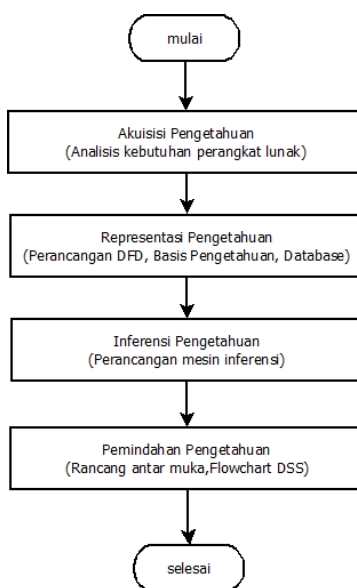 mulai
Akuisisi Pengetahuan
(Analisis kebutuhan perangkat lunak)
Representasi Pengetahuan
(Perancangan DFD, Basis Pengetahuan, Database)
Inferensi Pengetahuan
(Perancangan mesin inferensi)
Pemindahan Pengetahuan
(Rancang antar muka,Flowchart DSS)
selesai